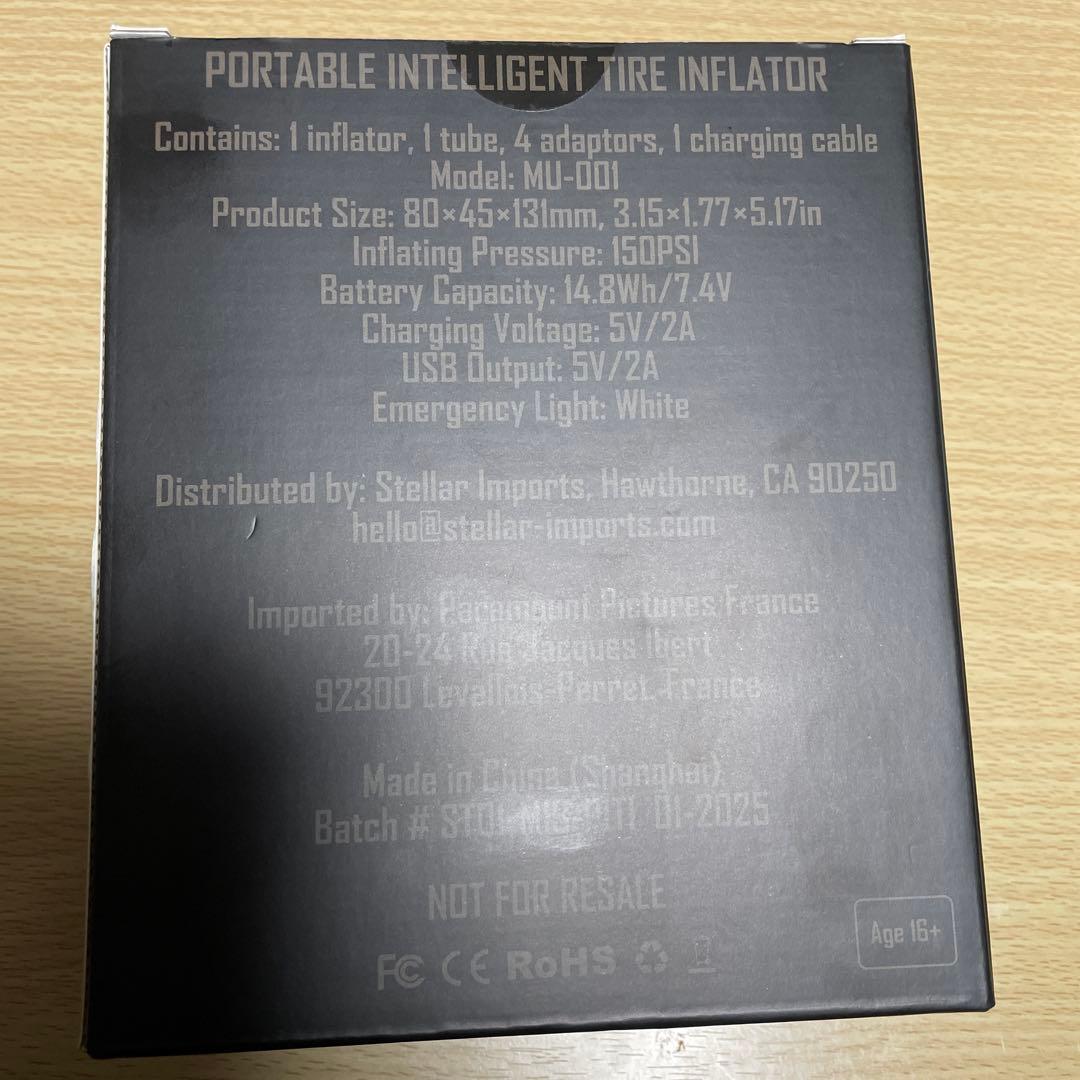 PORTABLE INTELLIGENT TIRE INFLATOR
Contains: 1 inflator, 1 tube, 4 adaptors, 1 charging cable
Model: MU-001
Product Size: 80×45×131mm, 3.15×1.77×5.17in
Inflating Pressure: 150PSI
Battery Capacity: 14.8Wh/7.4V
Charging Voltage: 5V/2A
USB Output: 5V/2A
Emergency Light: White
Distributed by: Stellar Imports, Hawthorne, CA 90250
hello@stellar-imports.com
Imported by: Paramount Pictures France
20-24 Rue Jacques Ibert
92300 Levallois-Perret, France
Made in China (Shanghai)
Batch # 01-2025
NOT FOR RESALE
Age 16+
FC CE RoHS